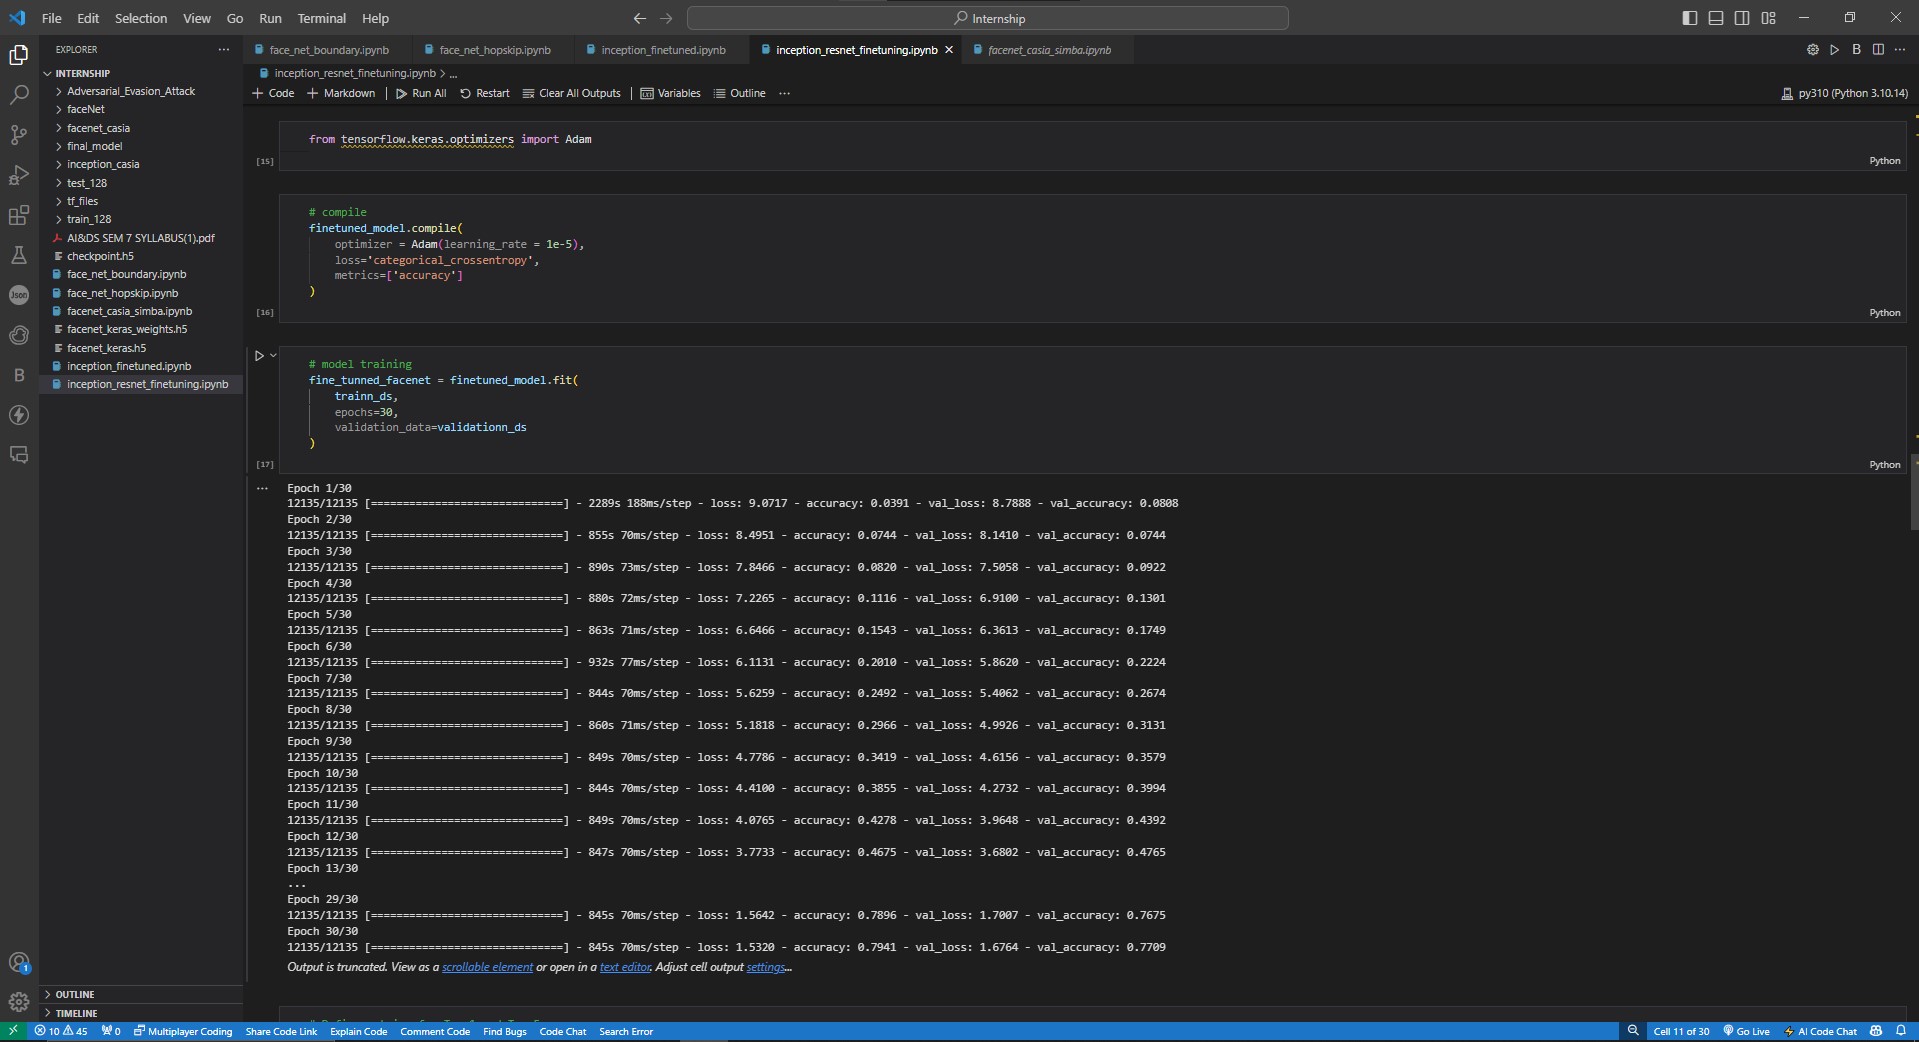 File Edit Selection View Go Run Terminal Help
Internship
EXPLORER
face_net_boundary.ipynb
face_net_hopskip.ipynb
inception_finetuned.ipynb
inception_resnet_finetuning.ipynb
facenet_casia_simba.ipynb
B
INTERNSHIP
Adversarial_Evasion_Attack
faceNet
facenet_casia
final_model
inception_casia
test_128
tf_files
train_128
AI&DS SEM 7 SYLLABUS(1).pdf
checkpoint.h5
face_net_boundary.ipynb
face_net_hopskip.ipynb
facenet_casia_simba.ipynb
facenet_keras_weights.h5
facenet_keras.h5
inception_finetuned.ipynb
inception_resnet_finetuning.ipynb
Json
B
1
OUTLINE
TIMELINE
inception_resnet_finetuning.ipynb > ...
+ Code + Markdown | Run All Restart Clear All Outputs | Variables Outline ...
py310 (Python 3.10.14)
from tensorflow.keras.optimizers import Adam
[15]
Python
# compile
finetuned_model.compile(
optimizer = Adam(learning_rate = 1e-5),
loss='categorical_crossentropy',
metrics=['accuracy']
)
[16]
Python
# model training
fine_tunned_facenet = finetuned_model.fit(
trainn_ds,
epochs=30,
validation_data=validationn_ds
)
[17]
Python
Epoch 1/30
12135/12135 [==============================] - 2289s 188ms/step - loss: 9.0717 - accuracy: 0.0391 - val_loss: 8.7888 - val_accuracy: 0.0808
Epoch 2/30
12135/12135 [==============================] - 855s 70ms/step - loss: 8.4951 - accuracy: 0.0744 - val_loss: 8.1410 - val_accuracy: 0.0744
Epoch 3/30
12135/12135 [==============================] - 890s 73ms/step - loss: 7.8466 - accuracy: 0.0820 - val_loss: 7.5058 - val_accuracy: 0.0922
Epoch 4/30
12135/12135 [==============================] - 880s 72ms/step - loss: 7.2265 - accuracy: 0.1116 - val_loss: 6.9100 - val_accuracy: 0.1301
Epoch 5/30
12135/12135 [==============================] - 863s 71ms/step - loss: 6.6466 - accuracy: 0.1543 - val_loss: 6.3613 - val_accuracy: 0.1749
Epoch 6/30
12135/12135 [==============================] - 932s 77ms/step - loss: 6.1131 - accuracy: 0.2010 - val_loss: 5.8620 - val_accuracy: 0.2224
Epoch 7/30
12135/12135 [==============================] - 844s 70ms/step - loss: 5.6259 - accuracy: 0.2492 - val_loss: 5.4062 - val_accuracy: 0.2674
Epoch 8/30
12135/12135 [==============================] - 860s 71ms/step - loss: 5.1818 - accuracy: 0.2966 - val_loss: 4.9926 - val_accuracy: 0.3131
Epoch 9/30
12135/12135 [==============================] - 849s 70ms/step - loss: 4.7786 - accuracy: 0.3419 - val_loss: 4.6156 - val_accuracy: 0.3579
Epoch 10/30
12135/12135 [==============================] - 844s 70ms/step - loss: 4.4100 - accuracy: 0.3855 - val_loss: 4.2732 - val_accuracy: 0.3994
Epoch 11/30
12135/12135 [==============================] - 849s 70ms/step - loss: 4.0765 - accuracy: 0.4278 - val_loss: 3.9648 - val_accuracy: 0.4392
Epoch 12/30
12135/12135 [==============================] - 847s 70ms/step - loss: 3.7733 - accuracy: 0.4675 - val_loss: 3.6802 - val_accuracy: 0.4765
Epoch 13/30
...
Epoch 29/30
12135/12135 [==============================] - 845s 70ms/step - loss: 1.5642 - accuracy: 0.7896 - val_loss: 1.7007 - val_accuracy: 0.7675
Epoch 30/30
12135/12135 [==============================] - 845s 70ms/step - loss: 1.5320 - accuracy: 0.7941 - val_loss: 1.6764 - val_accuracy: 0.7709
Output is truncated. View as a scrollable element or open in a text editor. Adjust cell output settings...
10 45 0 Multiplayer Coding Share Code Link Explain Code Comment Code Find Bugs Code Chat Search Error
Cell 11 of 30 Go Live AI Code Chat